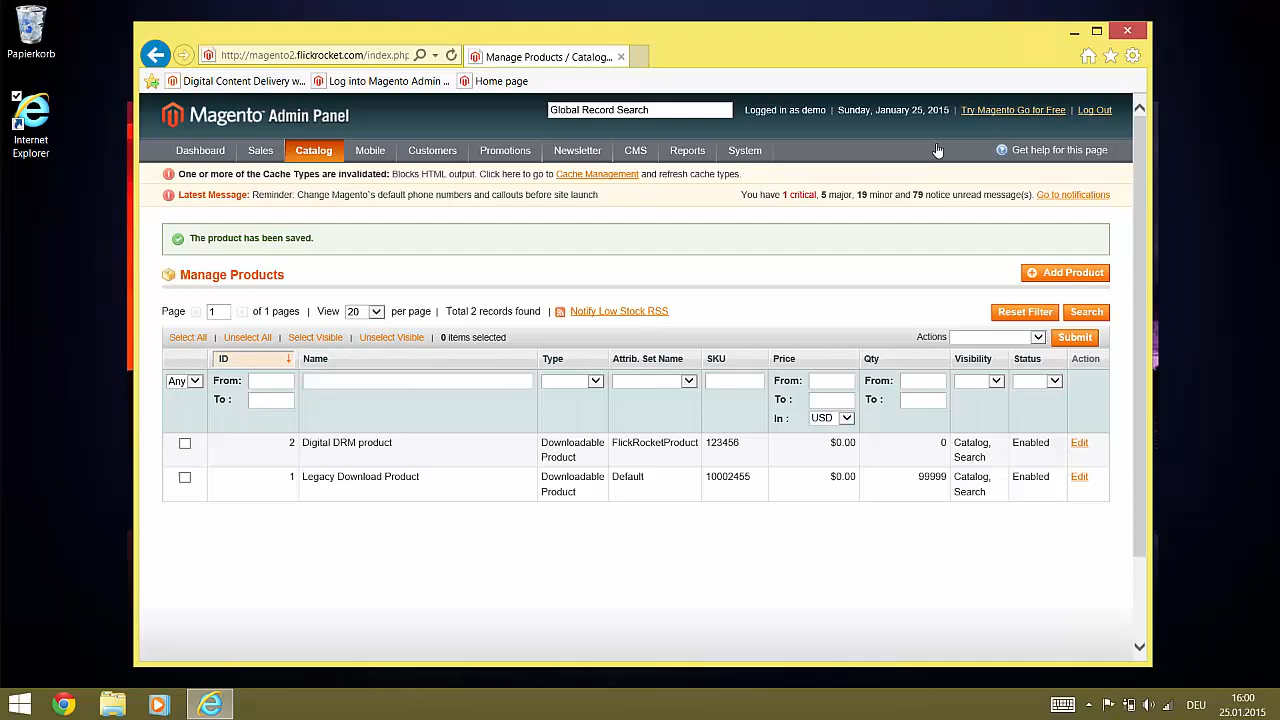 Papierkorb
Internet
Explorer
http://magento2.flickrocket.com/index.php
Manage Products / Catalog...
Digital Content Delivery w...
Log into Magento Admin ...
Home page
Magento Admin Panel
Global Record Search
Logged in as demo | Sunday, January 25, 2015 | Try Magento Go for Free | Log Out
Dashboard Sales Catalog Mobile Customers Promotions Newsletter CMS Reports System
Get help for this page
One or more of the Cache Types are invalidated: Blocks HTML output. Click here to go to Cache Management and refresh cache types.
Latest Message: Reminder: Change Magento`s default phone numbers and callouts before site launch
You have 1 critical, 5 major, 19 minor and 79 notice unread message(s). Go to notifications
The product has been saved.
Manage Products
Add Product
Page 1 of 1 pages | View 20 per page | Total 2 records found | Notify Low Stock RSS
Reset Filter Search
Select All | Unselect All | Select Visible | Unselect Visible | 0 items selected
Actions Submit
ID Name Type Attrib. Set Name SKU Price Qty Visibility Status Action
Any From: From: From:
To : To : To :
In : USD
2 Digital DRM product Downloadable FlickRocketProduct 123456 $0.00 0 Catalog, Enabled Edit
Product Search
1 Legacy Download Product Downloadable Default 10002455 $0.00 99999 Catalog, Enabled Edit
Product Search
DEU
16:00
25.01.2015